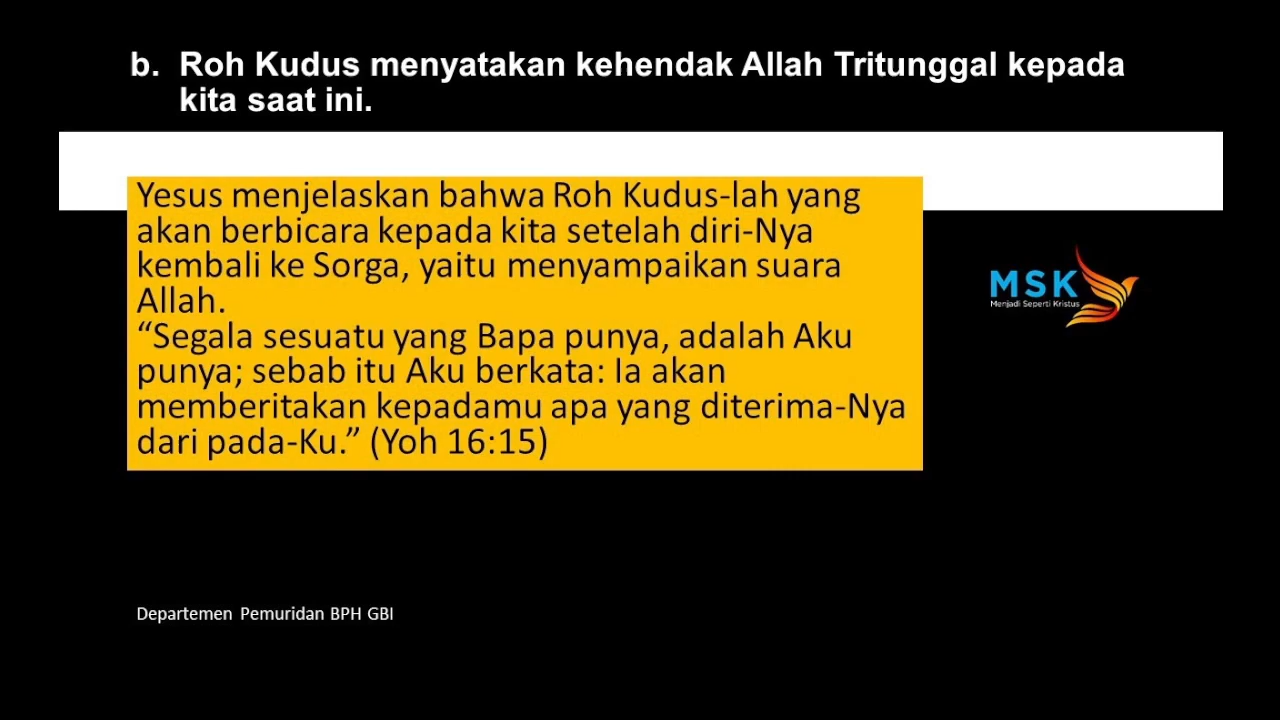 b. Roh Kudus menyatakan kehendak Allah Tritunggal kepada
kita saat ini.
Yesus menjelaskan bahwa Roh Kudus-lah yang
akan berbicara kepada kita setelah diri-Nya
kembali ke Sorga, yaitu menyampaikan suara
Allah.
“Segala sesuatu yang Bapa punya, adalah Aku
punya; sebab itu Aku berkata: Ia akan
memberitakan kepadamu apa yang diterima-Nya
dari pada-Ku.” (Yoh 16:15)
MSK
Menjadi Seperti Kristus
Departemen Pemuridan BPH GBI